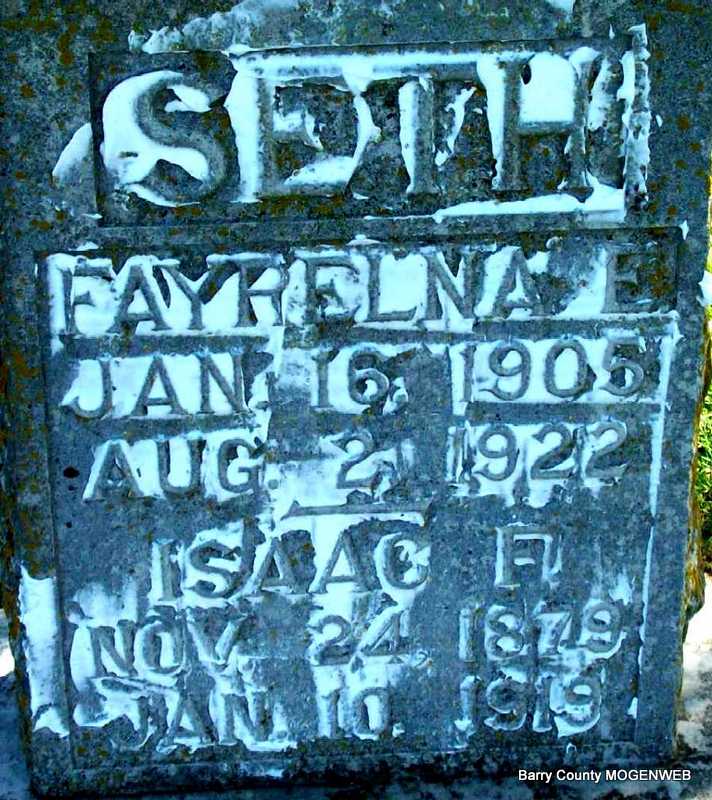 SETH
FAYRELNA E
JAN. 16, 1905
AUG. 2, 1922
ISAAC F.
NOV. 24, 1879
JAN. 10, 1919
Barry County MOGENWEB